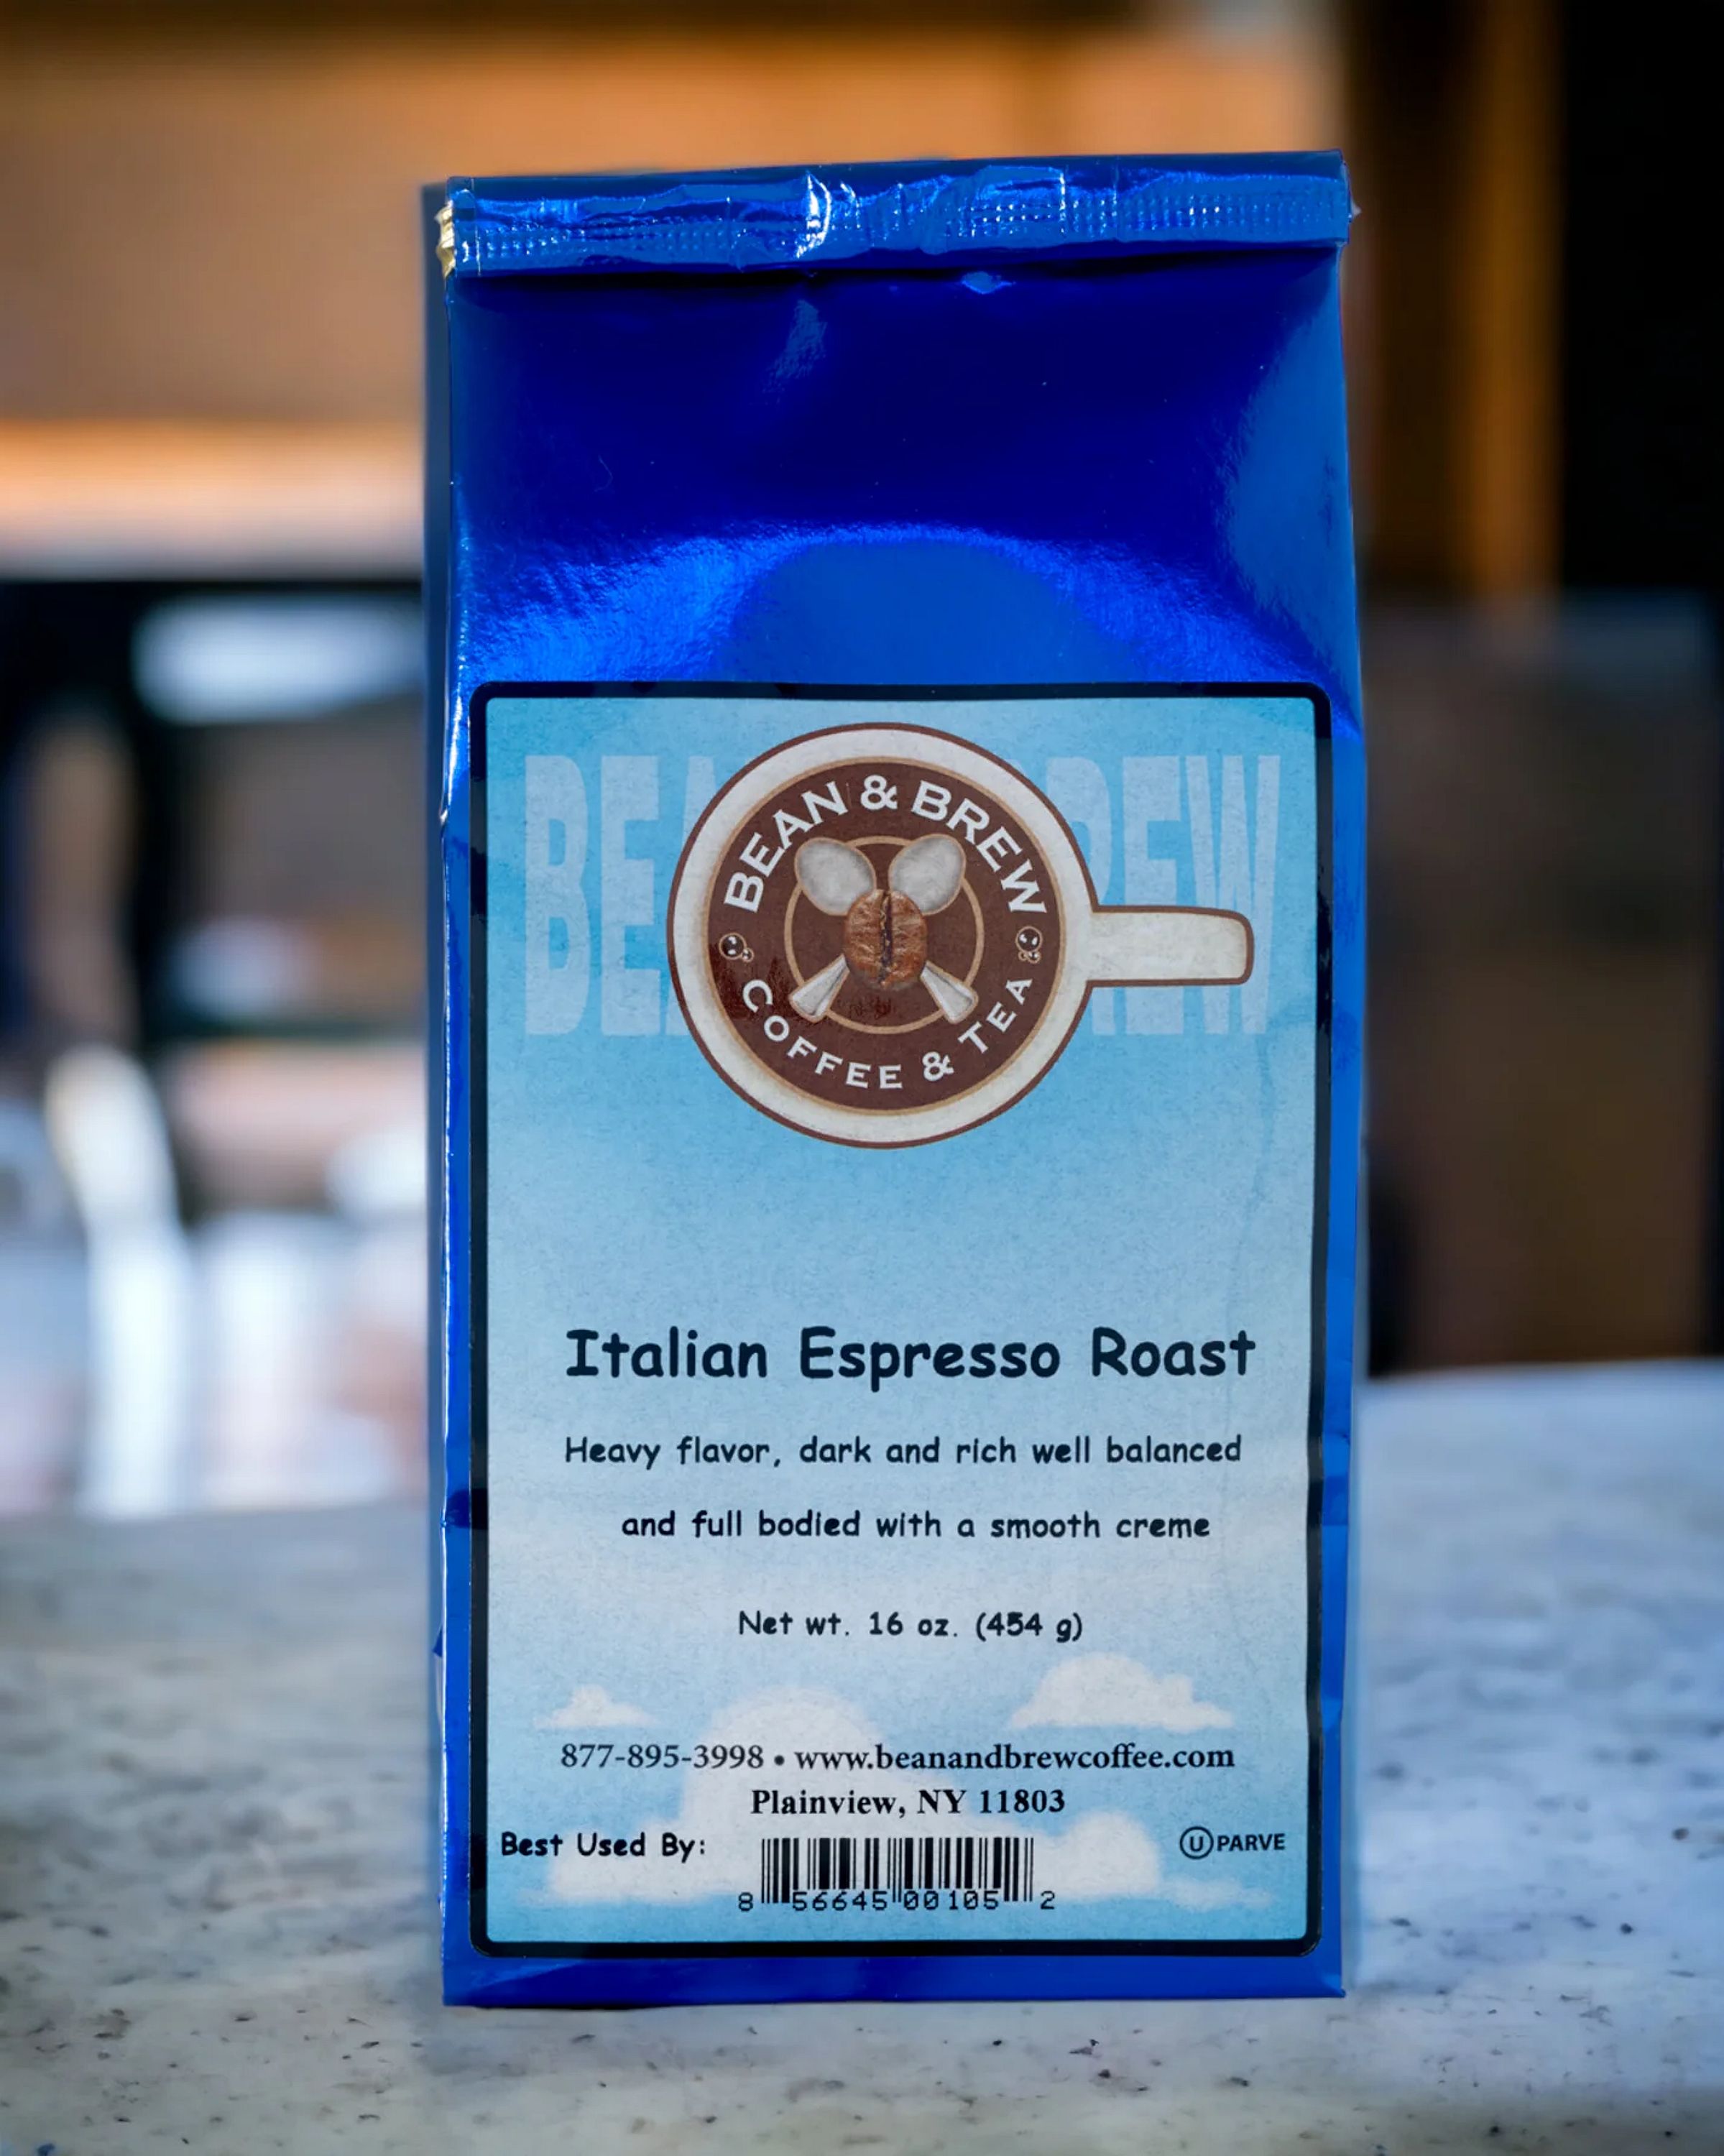 BEAN & BREW
BEAN & BREW
COFFEE & TEA
Italian Espresso Roast
Heavy flavor, dark and rich well balanced
and full bodied with a smooth creme
Net wt. 16 oz. (454 g)
877-895-3998 • www.beanandbrewcoffee.com
Plainview, NY 11803
Best Used By:
U PARVE
8 56645 00105 2